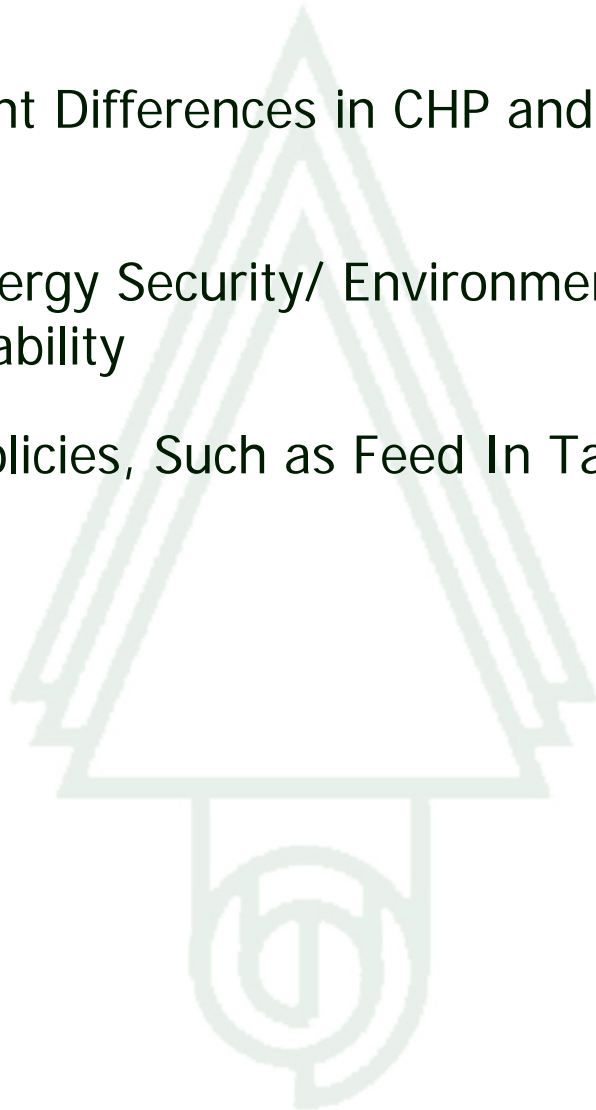 nt Differences in CHP and
ergy Security/ Environmen
ability
olicies, Such as Feed In Ta